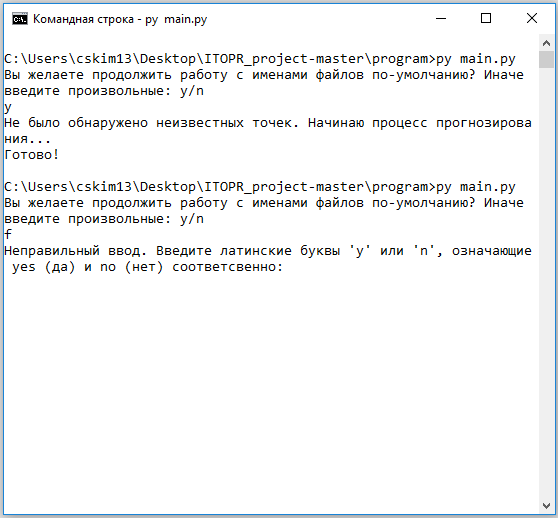 Командная строка - py  main.py
C:\Users\cskim13\Desktop\ITOPR_project-master\program>py main.py
Вы желаете продолжить работу с именами файлов по-умолчанию? Иначе
введите произвольные: y/n
y
Не было обнаружено неизвестных точек. Начинаю процесс прогнозирова
ния...
Готово!
C:\Users\cskim13\Desktop\ITOPR_project-master\program>py main.py
Вы желаете продолжить работу с именами файлов по-умолчанию? Иначе
введите произвольные: y/n
f
Неправильный ввод. Введите латинские буквы 'y' или 'n', означающие
 yes (да) и no (нет) соответсвенно: